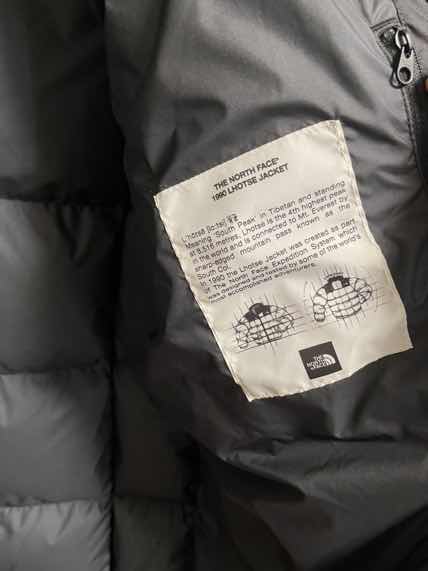 THE NORTH FACE®
1990 LHOTSE JACKET
Meaning 'South Peak' in Tibetan and standing
at 8,516 metres, Lhotse is the 4th highest peak
in the world and is connected to Mt. Everest by
sharp-edged mountain pass known as the
South Col.
In 1990 the Lhotse Jacket was created as part
of The North Face Expedition System which
was designed and tested by some of the world's
most accomplished adventurers.
THE
NORTH
FACE